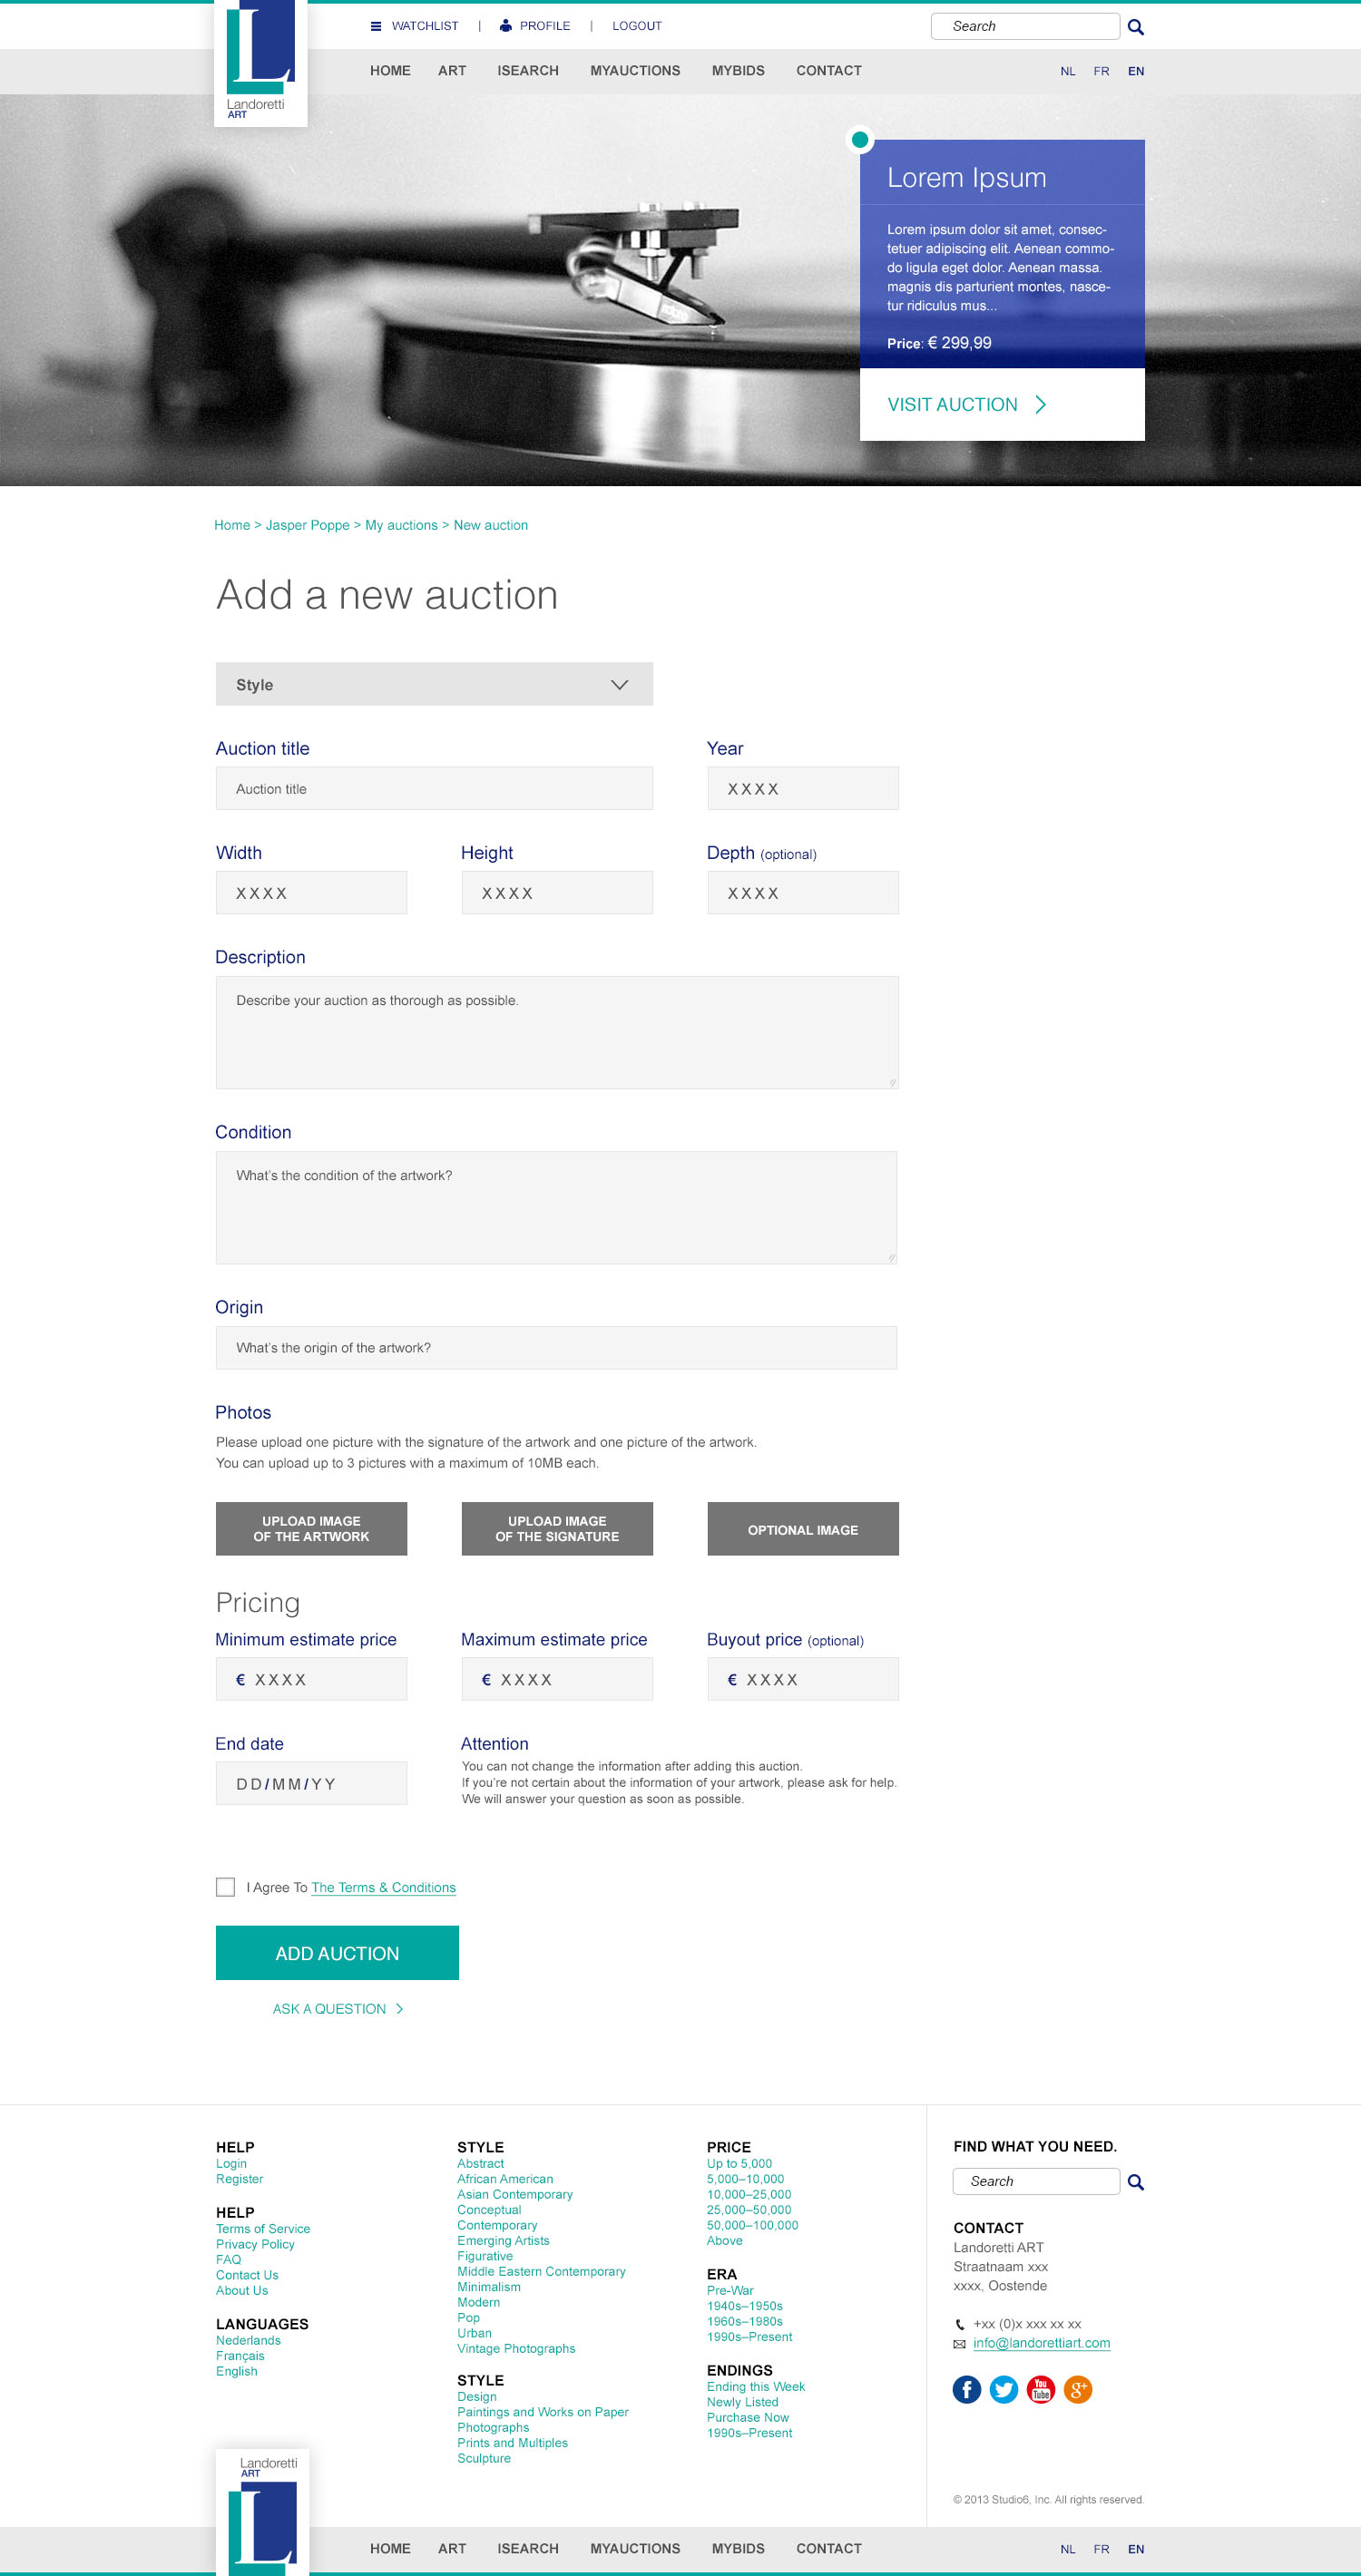 WATCHLIST | PROFILE | LOGOUT
Search
L
Landoretti
ART
HOME ART ISEARCH MYAUCTIONS MYBIDS CONTACT
NL FR EN
Lorem Ipsum
Lorem ipsum dolor sit amet, consec-
tetuer adipiscing elit. Aenean commo-
do ligula eget dolor. Aenean massa.
magnis dis parturient montes, nasce-
tur ridiculus mus...
Price: € 299,99
VISIT AUCTION
Home > Jasper Poppe > My auctions > New auction
Add a new auction
Style
Auction title
Auction title
Year
XXXX
Width
XXXX
Height
XXXX
Depth (optional)
XXXX
Description
Describe your auction as thorough as possible.
Condition
What's the condition of the artwork?
Origin
What's the origin of the artwork?
Photos
Please upload one picture with the signature of the artwork and one picture of the artwork.
You can upload up to 3 pictures with a maximum of 10MB each.
UPLOAD IMAGE
OF THE ARTWORK
UPLOAD IMAGE
OF THE SIGNATURE
OPTIONAL IMAGE
Pricing
Minimum estimate price
€ XXXX
Maximum estimate price
€ XXXX
Buyout price (optional)
€ XXXX
End date
DD/MM/YY
Attention
You can not change the information after adding this auction.
If you're not certain about the information of your artwork, please ask for help.
We will answer your question as soon as possible.
I Agree To The Terms & Conditions
ADD AUCTION
ASK A QUESTION
HELP
Login
Register
HELP
Terms of Service
Privacy Policy
FAQ
Contact Us
About Us
LANGUAGES
Nederlands
Français
English
STYLE
Abstract
African American
Asian Contemporary
Conceptual
Contemporary
Emerging Artists
Figurative
Middle Eastern Contemporary
Minimalism
Modern
Pop
Urban
Vintage Photographs
STYLE
Design
Paintings and Works on Paper
Photographs
Prints and Multiples
Sculpture
PRICE
Up to 5,000
5,000–10,000
10,000–25,000
25,000–50,000
50,000–100,000
Above
ERA
Pre-War
1940s–1950s
1960s–1980s
1990s–Present
ENDINGS
Ending this Week
Newly Listed
Purchase Now
1990s–Present
FIND WHAT YOU NEED.
Search
CONTACT
Landoretti ART
Straatnaam xxx
xxxx, Oostende
+xx (0)x xxx xx xx
info@landorettiart.com
f
You
Tube
g+
© 2013 Studio6, Inc. All rights reserved.
Landoretti
ART
L
HOME ART ISEARCH MYAUCTIONS MYBIDS CONTACT
NL FR EN